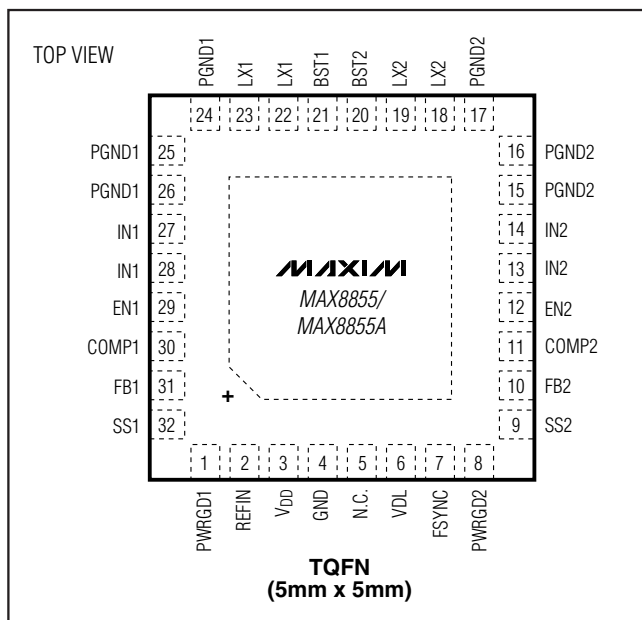 TOP VIEW
PGND1 LX1 LX1 BST1 BST2 LX2 LX2 PGND2
24 23 22 21 20 19 18 17
PGND1 25 16 PGND2
PGND1 26 15 PGND2
IN1 27 14 IN2
IN1 28 13 IN2
EN1 29 12 EN2
COMP1 30 11 COMP2
FB1 31 10 FB2
SS1 32 9 SS2
MAXIM
MAX8855/
MAX8855A
+
1 2 3 4 5 6 7 8
PWRGD1 REFIN VDD GND N.C. VDL FSYNC PWRGD2
TQFN
(5mm x 5mm)